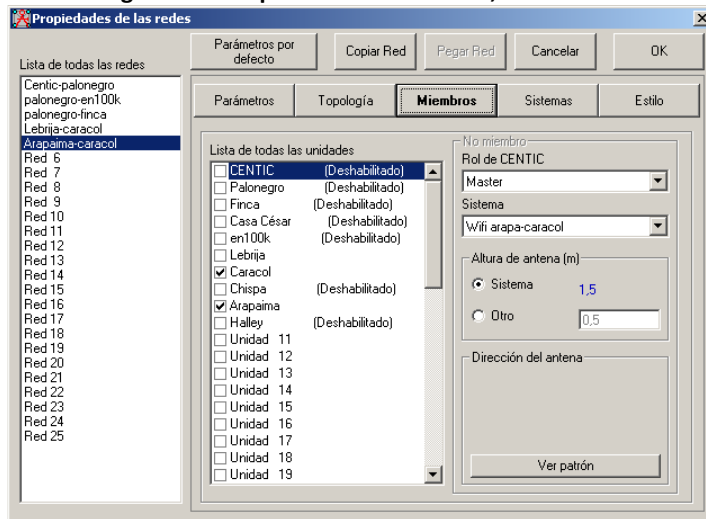 Propiedades de las redes
Lista de todas las redes
Parámetros por defecto
Copiar Red
Pegar Red
Cancelar
OK
Centic-palonegro
palonegro-en100k
palonegro-finca
Lebrija-caracol
Arapaima-caracol
Red 6
Red 7
Red 8
Red 9
Red 10
Red 11
Red 12
Red 13
Red 14
Red 15
Red 16
Red 17
Red 18
Red 19
Red 20
Red 21
Red 22
Red 23
Red 24
Red 25
Parámetros
Topología
Miembros
Sistemas
Estilo
Lista de todas las unidades
CENTIC (Deshabilitado)
Palonegro (Deshabilitado)
Finca (Deshabilitado)
Casa César (Deshabilitado)
en100k (Deshabilitado)
Lebrija
Caracol
Chispa (Deshabilitado)
Arapaima
Halley (Deshabilitado)
Unidad 11
Unidad 12
Unidad 13
Unidad 14
Unidad 15
Unidad 16
Unidad 17
Unidad 18
Unidad 19
No miembro
Rol de CENTIC
Master
Sistema
Wifi arapa-caracol
Altura de antena (m)
Sistema 1,5
Otro 0,5
Dirección del antena
Ver patrón